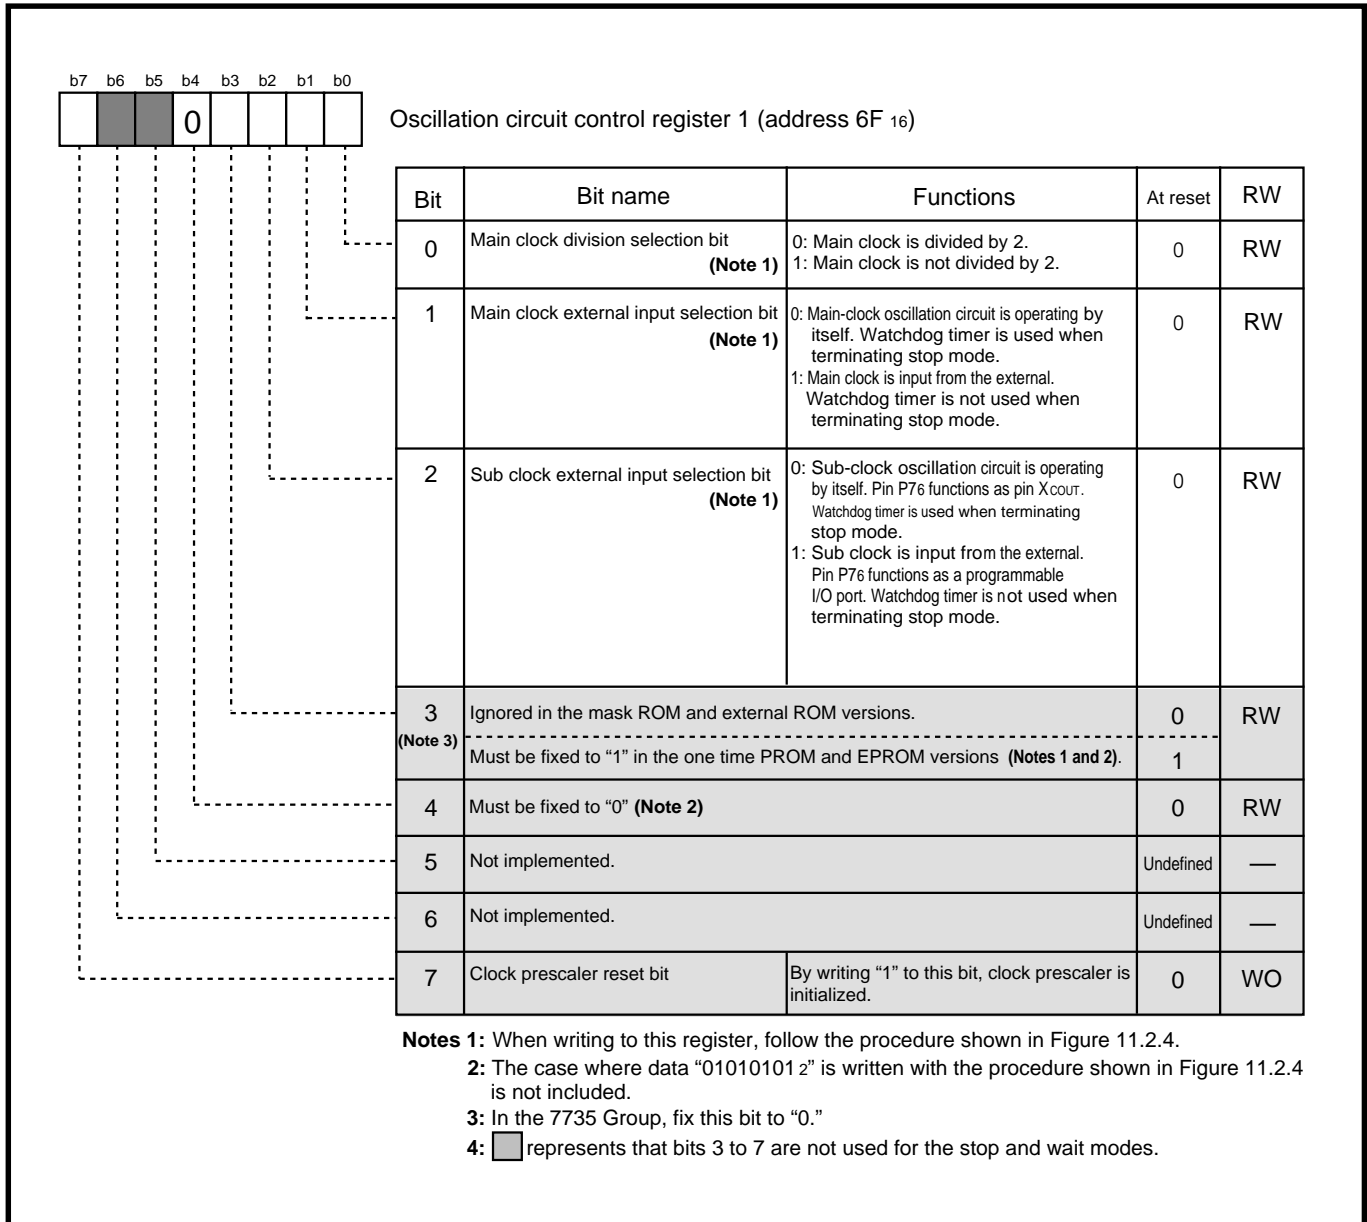 b7 b6 b5 b4 b3 b2 b1 b0
0
Oscillation circuit control register 1 (address 6F 16)
Bit Bit name Functions At reset RW
0 Main clock division selection bit 0: Main clock is divided by 2. 0 RW
(Note 1) 1: Main clock is not divided by 2.
1 Main clock external input selection bit 0: Main-clock oscillation circuit is operating by 0 RW
(Note 1) itself. Watchdog timer is used when
terminating stop mode.
1: Main clock is input from the external.
Watchdog timer is not used when
terminating stop mode.
2 Sub clock external input selection bit 0: Sub-clock oscillation circuit is operating 0 RW
(Note 1) by itself. Pin P76 functions as pin XCOUT.
Watchdog timer is used when terminating
stop mode.
1: Sub clock is input from the external.
Pin P76 functions as a programmable
I/O port. Watchdog timer is not used when
terminating stop mode.
3 Ignored in the mask ROM and external ROM versions. 0 RW
(Note 3)
Must be fixed to “1” in the one time PROM and EPROM versions (Notes 1 and 2). 1
4 Must be fixed to “0” (Note 2) 0 RW
5 Not implemented. Undefined —
6 Not implemented. Undefined —
7 Clock prescaler reset bit By writing “1” to this bit, clock prescaler is 0 WO
initialized.
Notes 1: When writing to this register, follow the procedure shown in Figure 11.2.4.
2: The case where data “01010101 2” is written with the procedure shown in Figure 11.2.4
is not included.
3: In the 7735 Group, fix this bit to “0.”
4: represents that bits 3 to 7 are not used for the stop and wait modes.